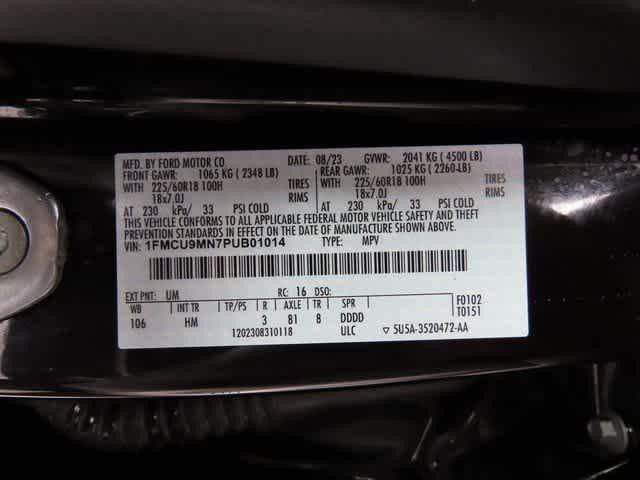 MFD. BY FORD MOTOR CO DATE: 08/23 GVWR: 2041 KG ( 4500 LB)
FRONT GAWR: 1065 KG ( 2348 LB) REAR GAWR: 1025 KG ( 2260 LB)
WITH 225/60R18 100H TIRES WITH 225/60R18 100H TIRES
18x7.0J RIMS 18x7.0J RIMS
AT 230 kPa/ 33 PSI COLD AT 230 kPa/ 33 PSI COLD
THIS VEHICLE CONFORMS TO ALL APPLICABLE FEDERAL MOTOR VEHICLE SAFETY AND THEFT
PREVENTION STANDARDS IN EFFECT ON THE DATE OF MANUFACTURE SHOWN ABOVE.
VIN: 1FMCU9MN7PUB01014 TYPE: MPV
EXT PNT: UM RC: 16 DSO:
WB INT TR TP/PS R AXLE TR SPR F0102
106 HM 3 81 8 DDDD T0151
1202308310118 ULC ▽ 5U5A-3520472-AA